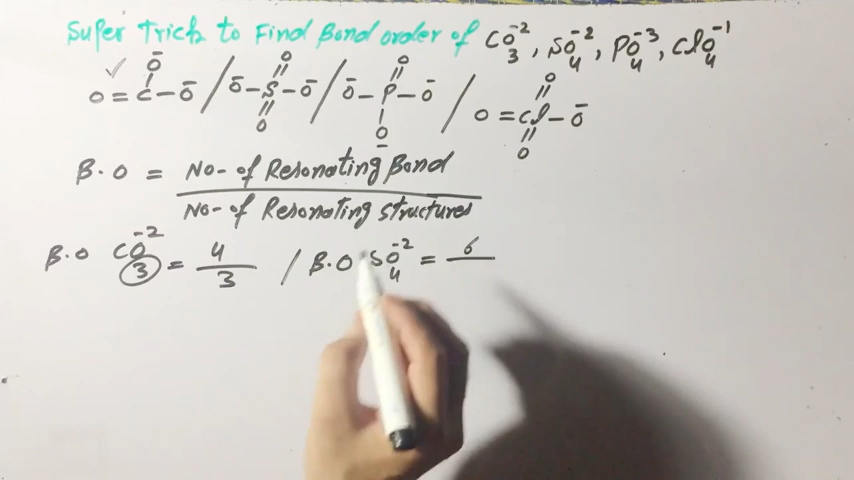 Super Trick to Find Bond order of CO₃⁻², SO₄⁻², PO₄⁻³, ClO₄⁻¹
✓
O=C(–O⁻)–O⁻ / O⁻–S(=O)(=O)–O⁻ / O⁻–P(=O)(–O⁻)–O⁻ / O=Cl(=O)(=O)–O⁻
B.O = No- of Resonating Bond
No- of Resonating structures
B.O CO₃⁻² = 4/3 / B.O SO₄⁻² = 6